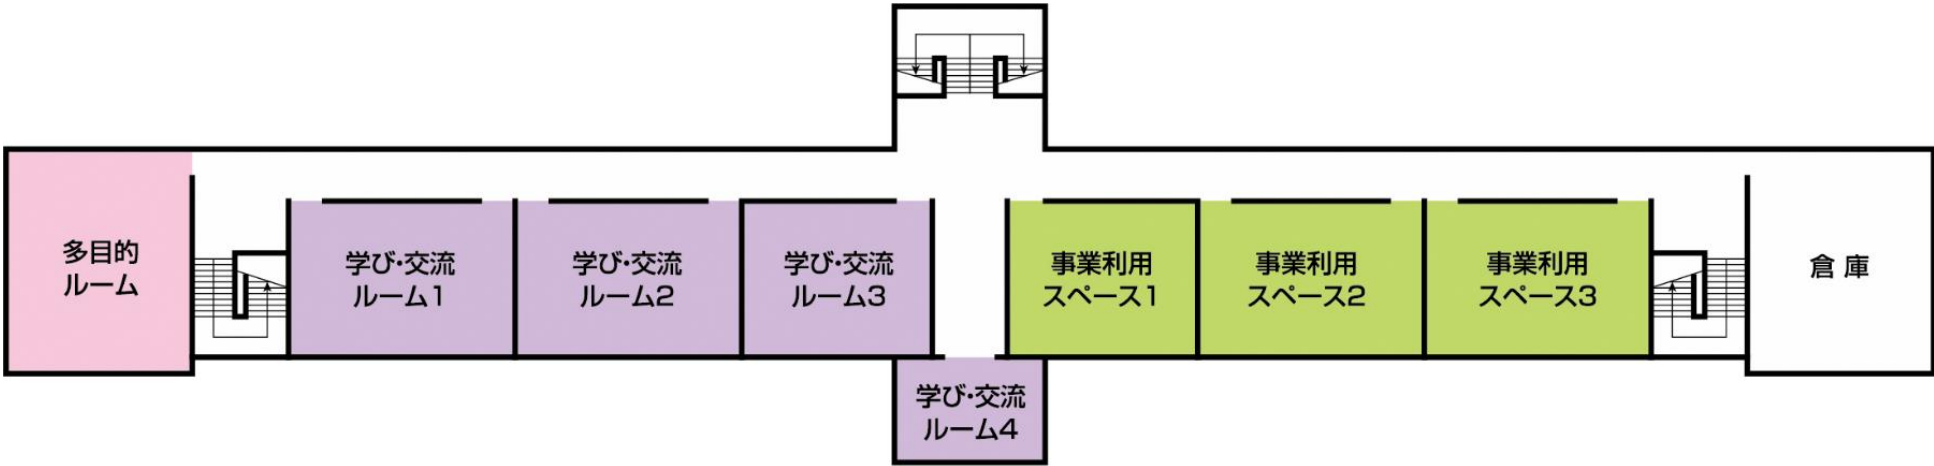 多目的
ルーム
学び・交流
ルーム1
学び・交流
ルーム2
学び・交流
ルーム3
事業利用
スペース1
事業利用
スペース2
事業利用
スペース3
倉庫
学び・交流
ルーム4